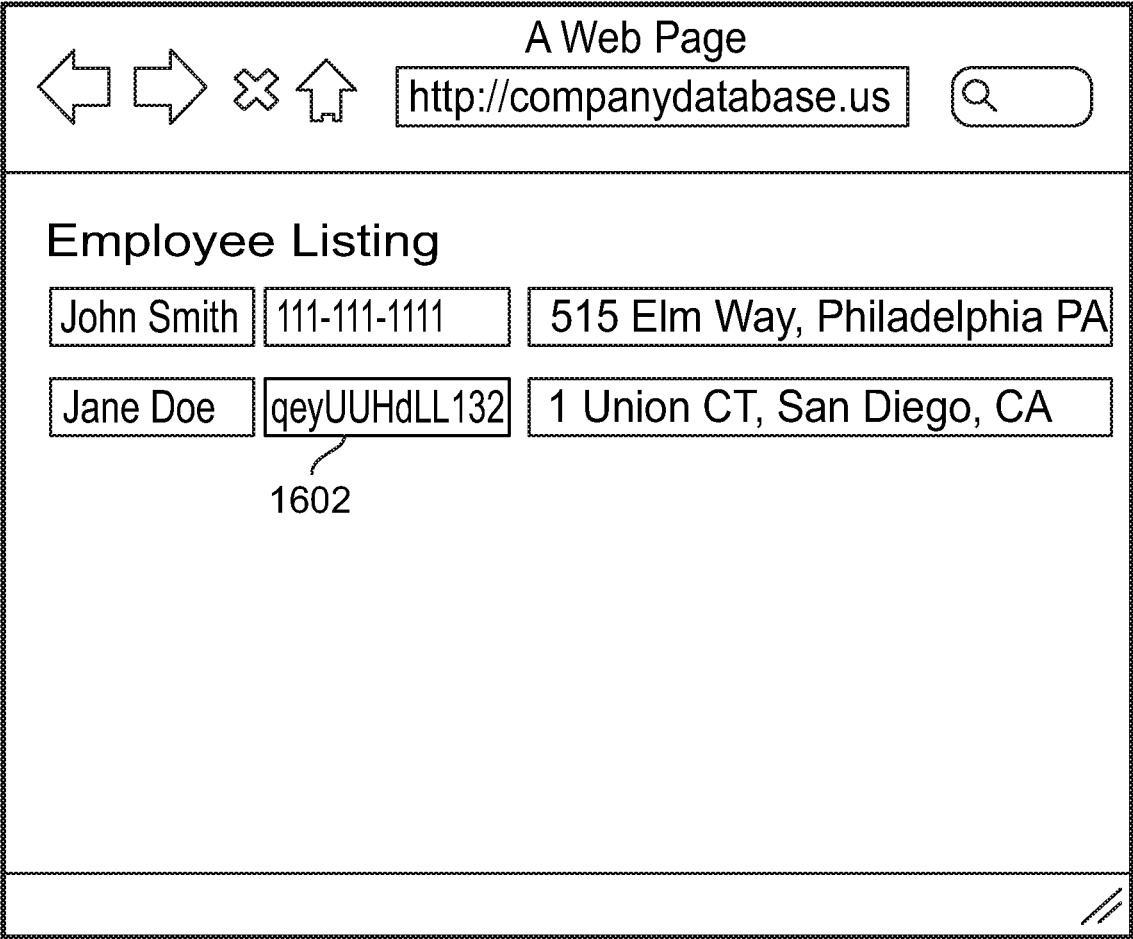 A Web Page
http://companydatabase.us
Employee Listing
John Smith 111-111-1111 515 Elm Way, Philadelphia PA
Jane Doe qeyUUHdLL132 1 Union CT, San Diego, CA
1602